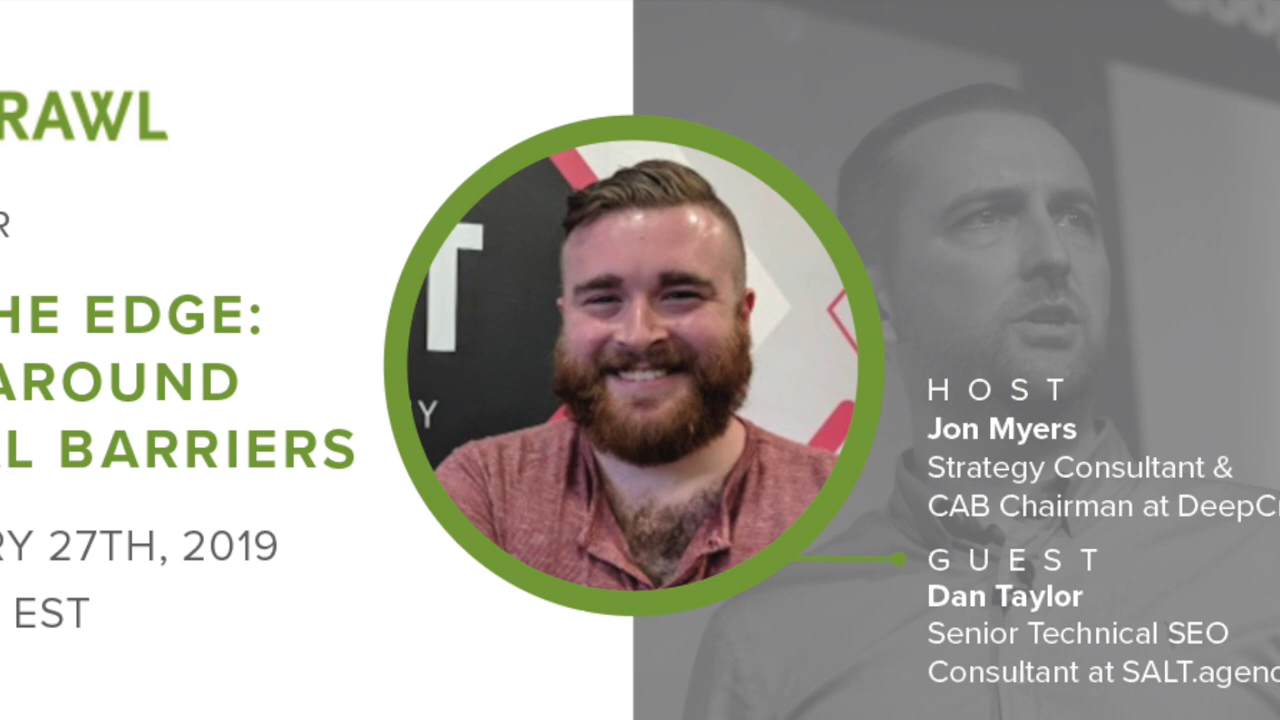 RAWL
R
HE EDGE:
AROUND
L BARRIERS
RY 27TH, 2019
EST
T
Y
HOST
Jon Myers
Strategy Consultant &
CAB Chairman at DeepC
GUEST
Dan Taylor
Senior Technical SEO
Consultant at SALT.agenc